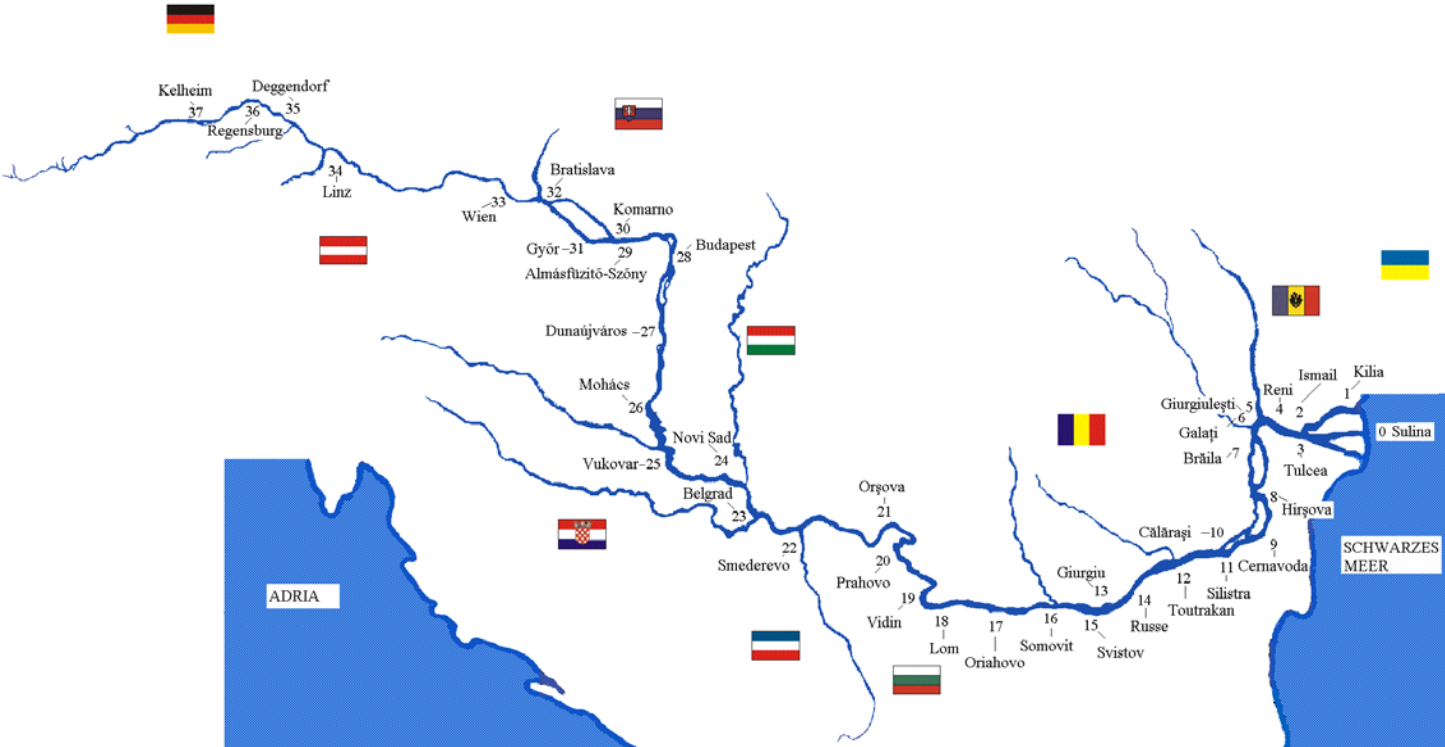 Kelheim
37
36
Regensburg
Deggendorf
35
34
Linz
33
Wien
Bratislava
32
Komarno
30
Győr –31
29
Almásfüzitő-Szőny
28
Budapest
Dunaújváros –27
Mohács
26
Vukovar–25
Novi Sad
24
Belgrad
23
22
Smederevo
Orşova
21
20
Prahovo
19
Vidin
18
Lom
17
Oriahovo
16
Somovit
15
Svistov
Giurgiu
13
14
Russe
12
Toutrakan
11
Silistra
Călăraşi –10
9
Cernavoda
8
Hirşova
Brăila
7
Galaţi
6
Giurgiuleşti
5
Reni
4
Ismail
2
3
Tulcea
Kilia
1
0 Sulina
SCHWARZES
MEER
ADRIA